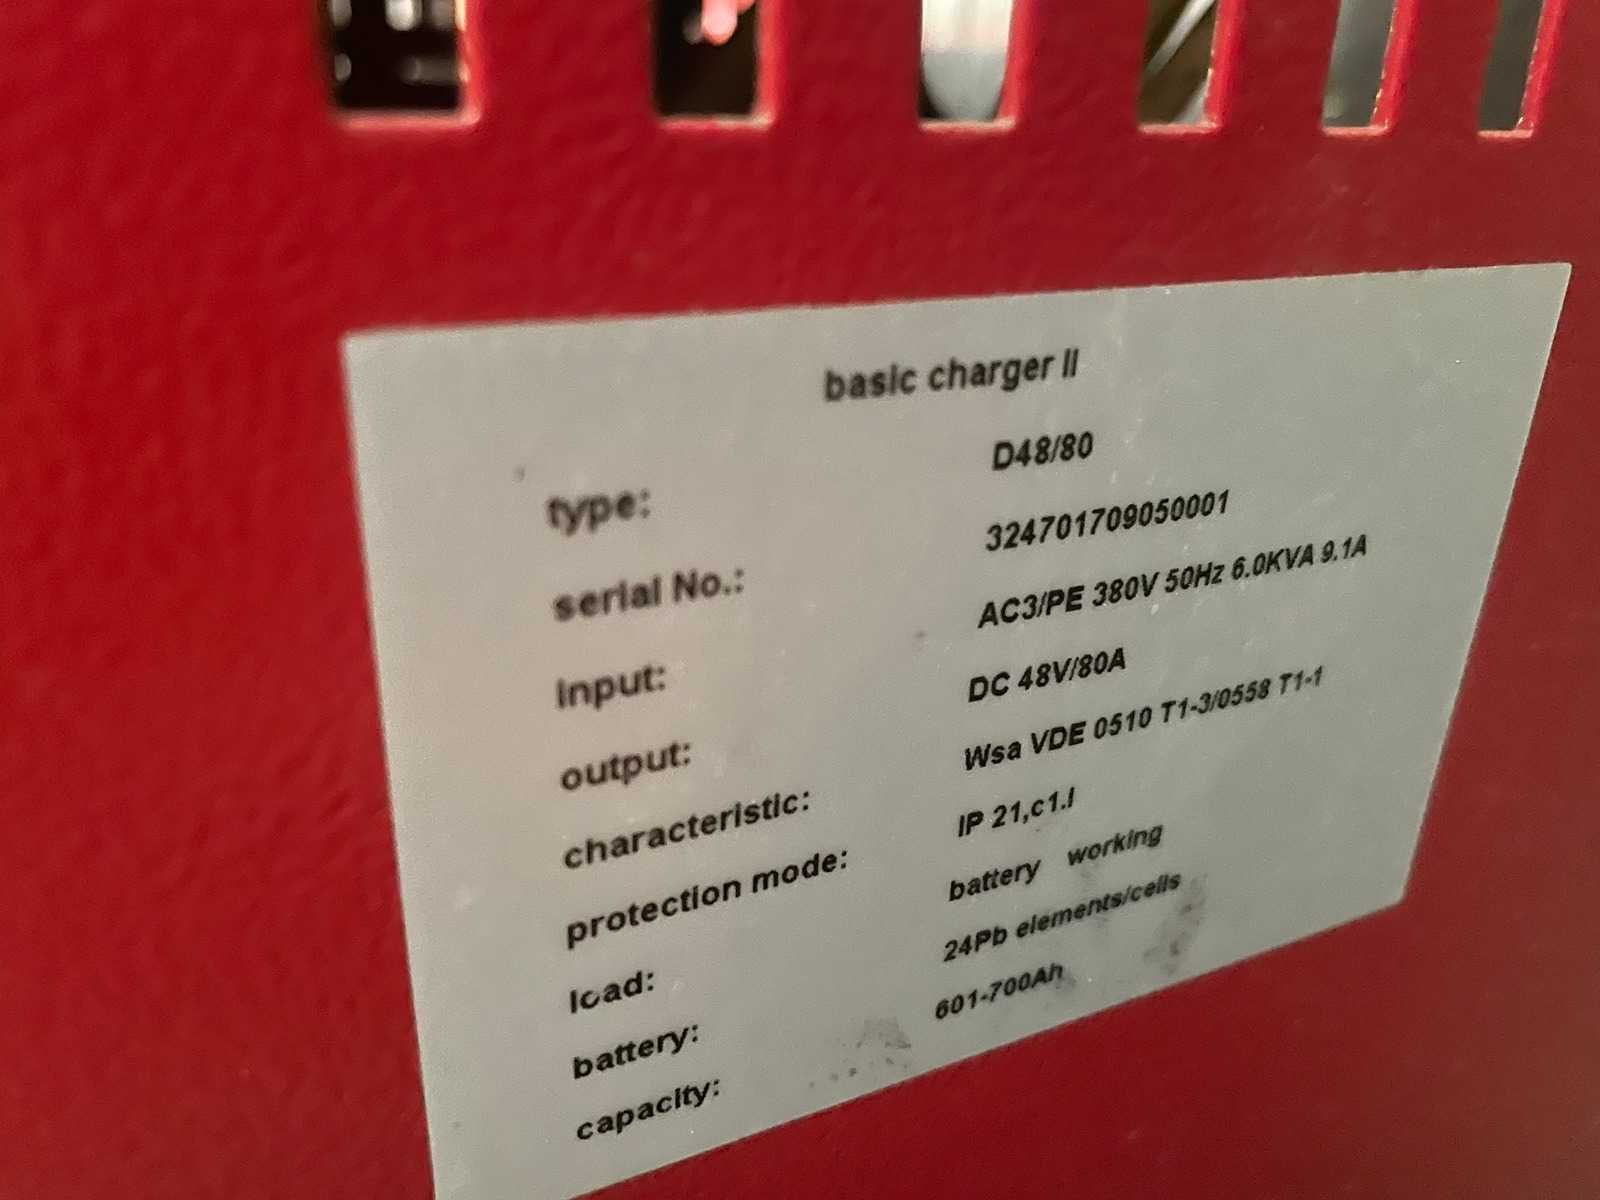 basic charger II
type: D48/80
serial No.: 324701709050001
input: AC3/PE 380V 50Hz 6.0KVA 9.1A
output: DC 48V/80A
characteristic: Wsa VDE 0510 T1-3/0558 T1-1
protection mode: IP 21,c1.I
load: battery working
battery: 24Pb elements/cells
capacity: 601-700Ah